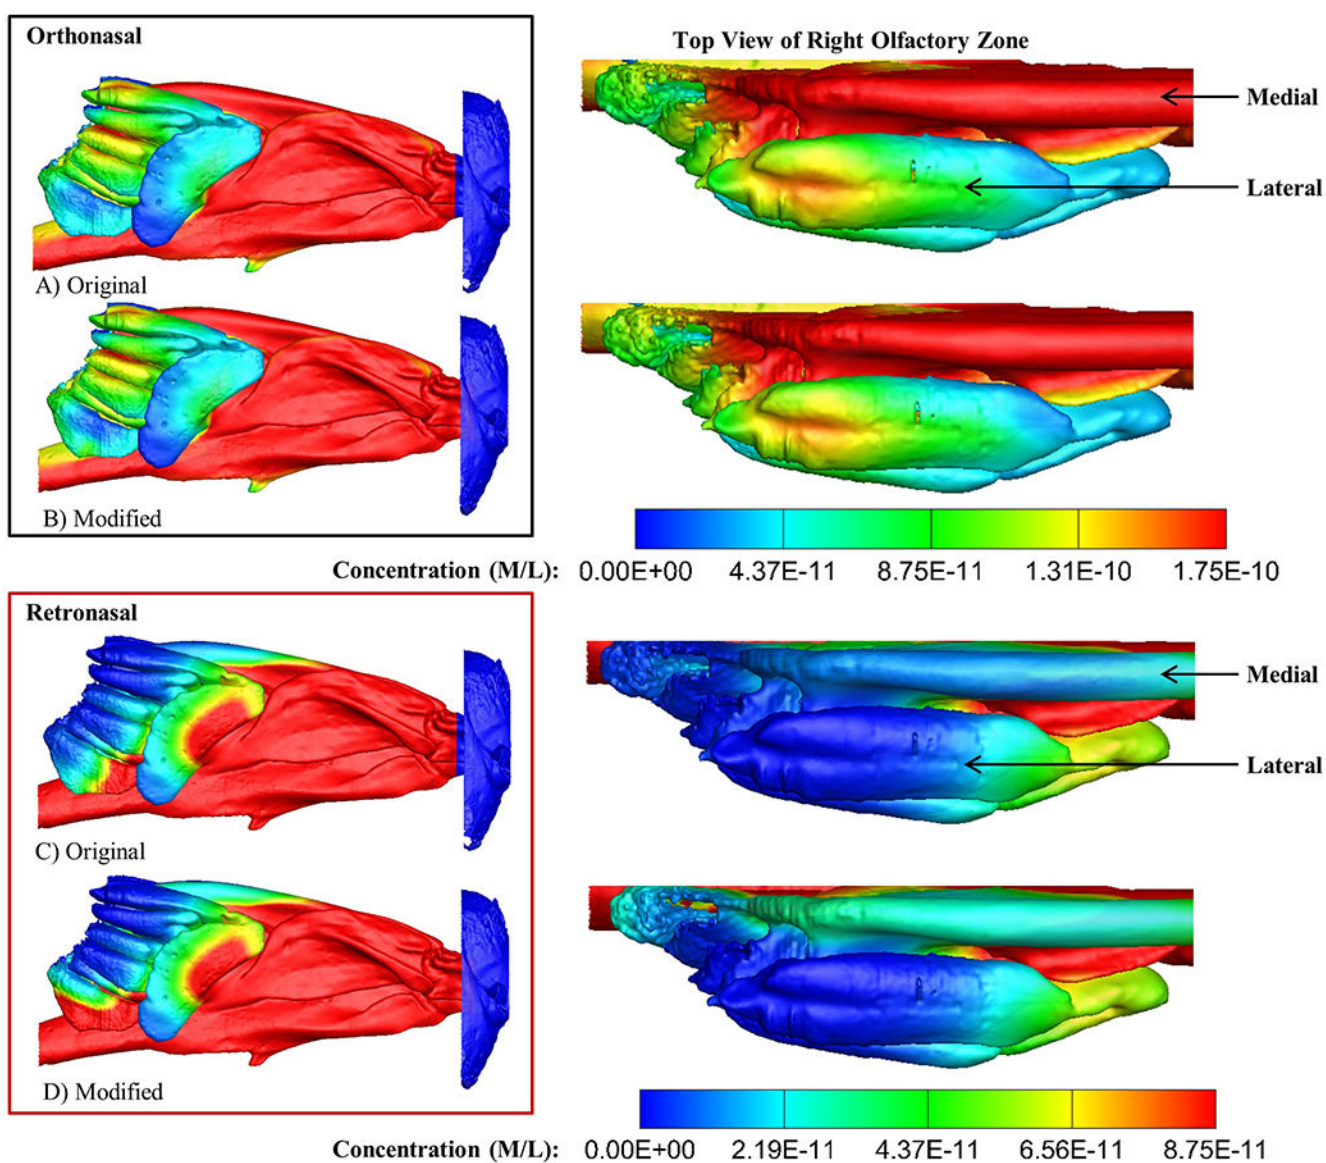 Orthonasal
Top View of Right Olfactory Zone
Medial
Lateral
A) Original
B) Modified
Concentration (M/L): 0.00E+00 4.37E-11 8.75E-11 1.31E-10 1.75E-10
Retronasal
Medial
Lateral
C) Original
D) Modified
Concentration (M/L): 0.00E+00 2.19E-11 4.37E-11 6.56E-11 8.75E-11